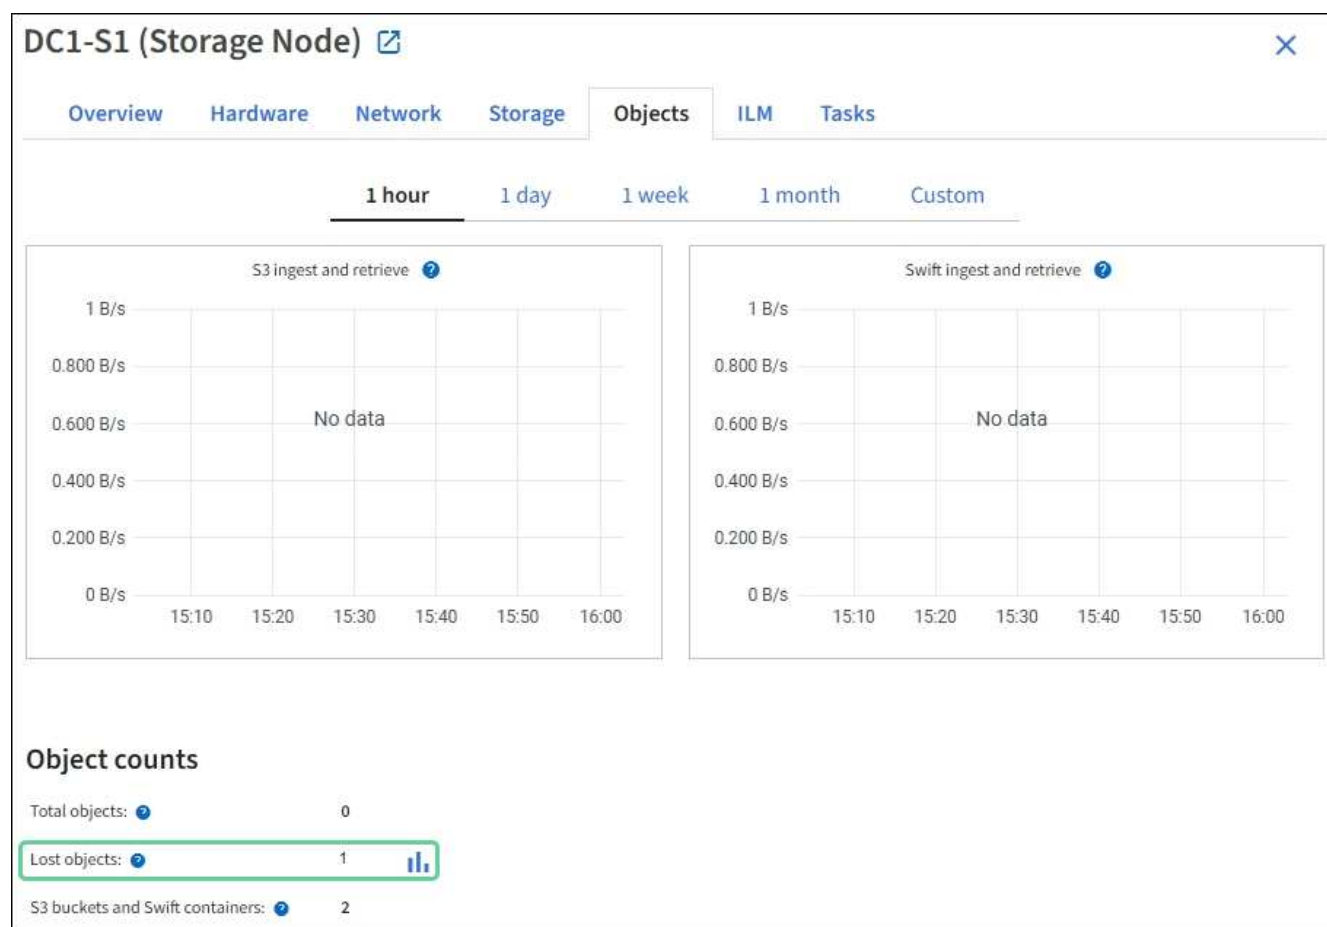 DC1-S1 (Storage Node)
Overview Hardware Network Storage Objects ILM Tasks
1 hour 1 day 1 week 1 month Custom
S3 ingest and retrieve ?
1 B/s
0.800 B/s
0.600 B/s
0.400 B/s
0.200 B/s
0 B/s
No data
15:10 15:20 15:30 15:40 15:50 16:00
Swift ingest and retrieve ?
1 B/s
0.800 B/s
0.600 B/s
0.400 B/s
0.200 B/s
0 B/s
No data
15:10 15:20 15:30 15:40 15:50 16:00
Object counts
Total objects: ? 0
Lost objects: ? 1
S3 buckets and Swift containers: ? 2